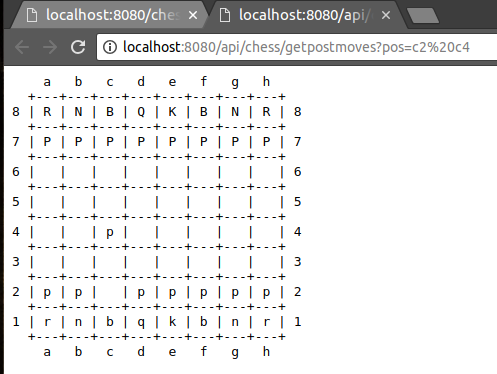 localhost:8080/ches localhost:8080/api/
localhost:8080/api/chess/getpostmoves?pos=c2%20c4
    a   b   c   d   e   f   g   h
  +---+---+---+---+---+---+---+---+
8 | R | N | B | Q | K | B | N | R | 8
  +---+---+---+---+---+---+---+---+
7 | P | P | P | P | P | P | P | P | 7
  +---+---+---+---+---+---+---+---+
6 |   |   |   |   |   |   |   |   | 6
  +---+---+---+---+---+---+---+---+
5 |   |   |   |   |   |   |   |   | 5
  +---+---+---+---+---+---+---+---+
4 |   |   | p |   |   |   |   |   | 4
  +---+---+---+---+---+---+---+---+
3 |   |   |   |   |   |   |   |   | 3
  +---+---+---+---+---+---+---+---+
2 | p | p |   | p | p | p | p | p | 2
  +---+---+---+---+---+---+---+---+
1 | r | n | b | q | k | b | n | r | 1
  +---+---+---+---+---+---+---+---+
    a   b   c   d   e   f   g   h